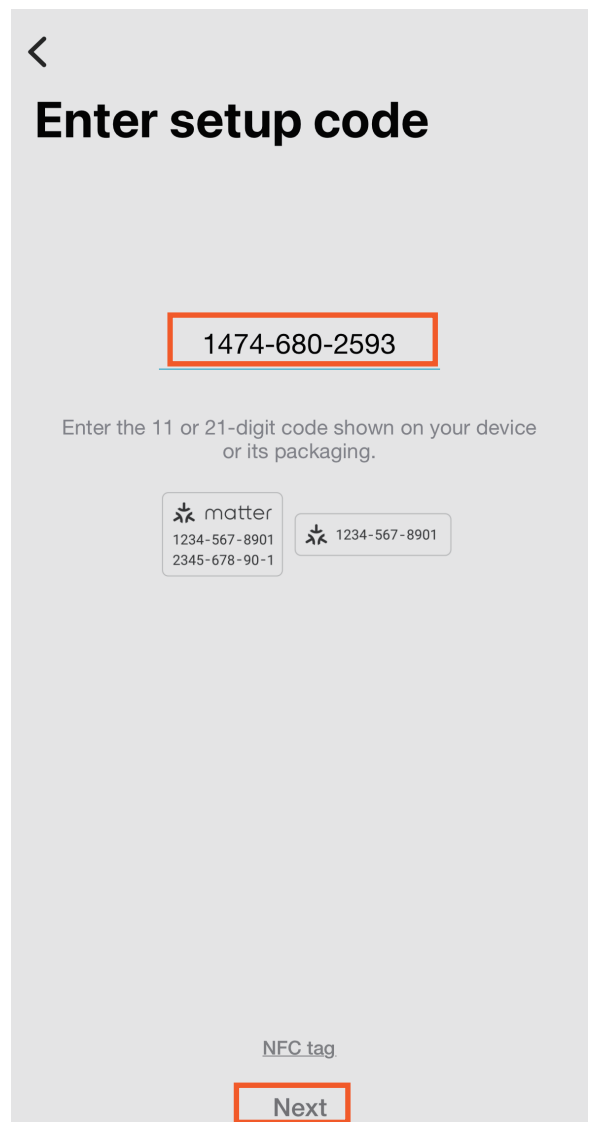 Enter setup code
1474-680-2593
Enter the 11 or 21-digit code shown on your device
or its packaging.
matter
1234-567-8901
2345-678-90-1
1234-567-8901
NFC tag
Next